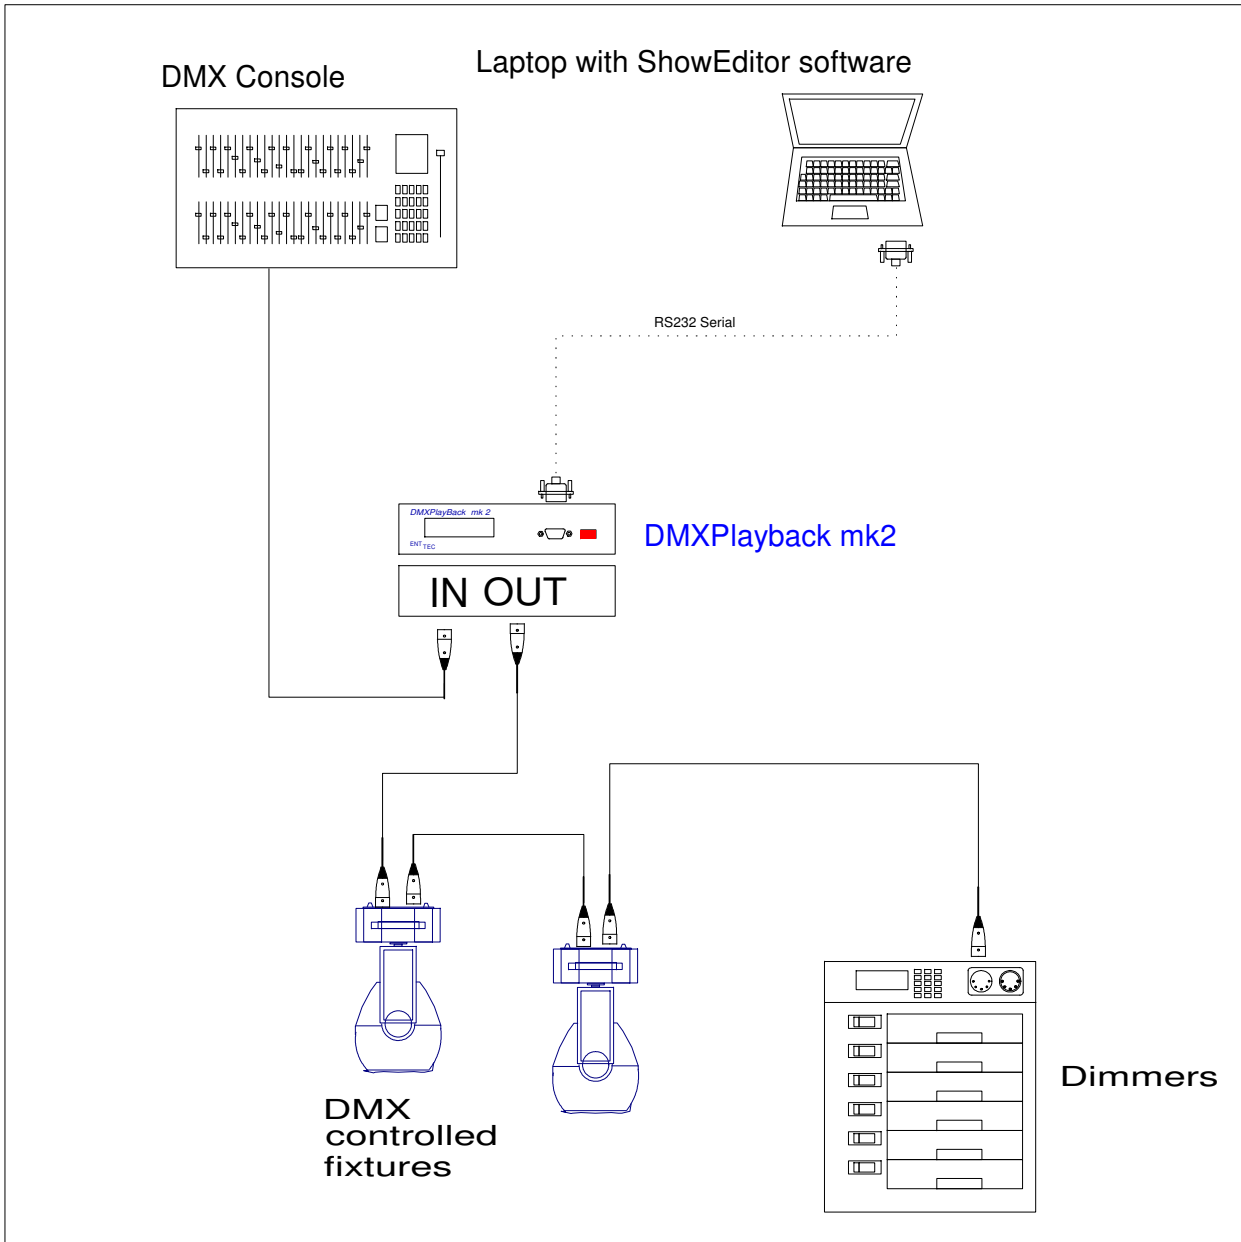 Laptop with ShowEditor software
DMX Console
RS232 Serial
DMXPlayBack mk 2
ENT TEC
DMXPlayback mk2
IN OUT
Dimmers
DMX
controlled
fixtures